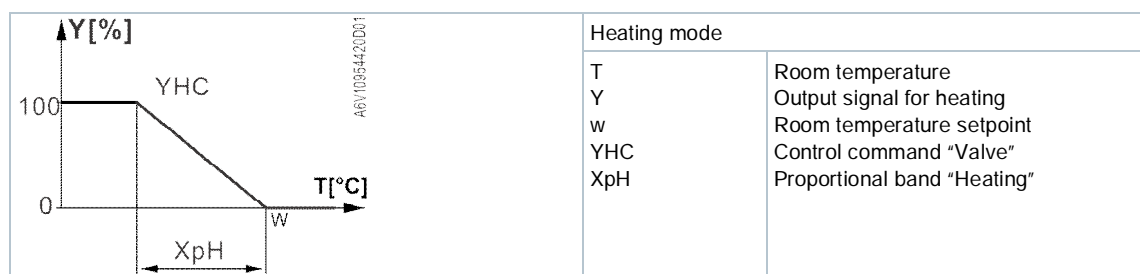 Y[%]
YHC
100
0
T[°C]
w
XpH
A6V10954420D01
Heating mode
T Room temperature
Y Output signal for heating
w Room temperature setpoint
YHC Control command “Valve”
XpH Proportional band “Heating”